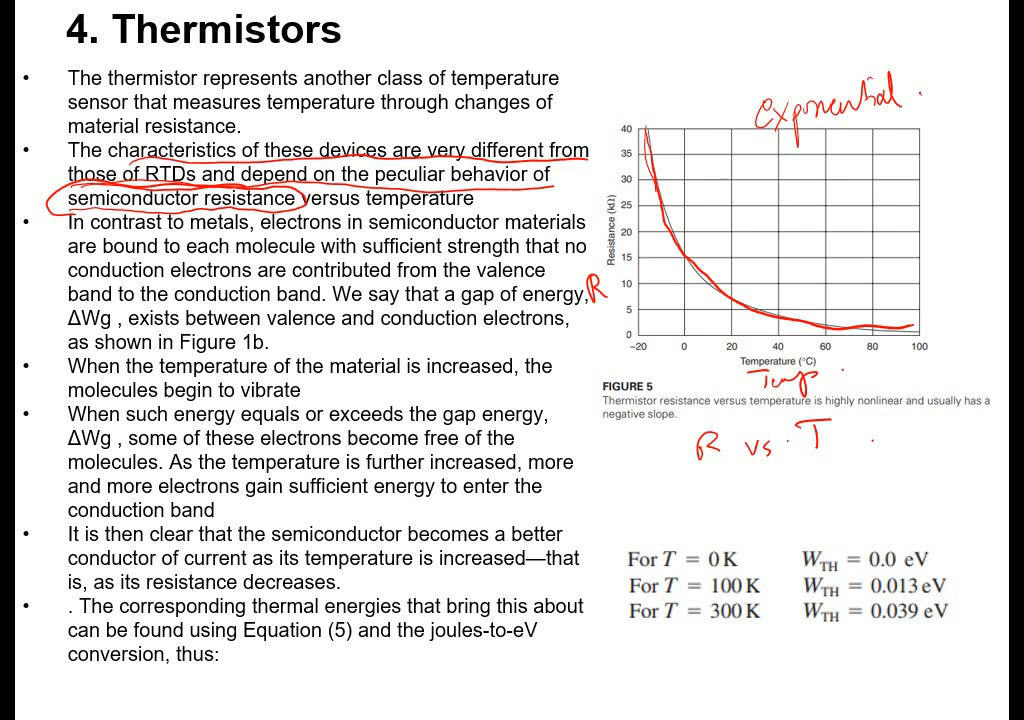 4. Thermistors
• The thermistor represents another class of temperature
sensor that measures temperature through changes of
material resistance.
• The characteristics of these devices are very different from
those of RTDs and depend on the peculiar behavior of
semiconductor resistance versus temperature
• In contrast to metals, electrons in semiconductor materials
are bound to each molecule with sufficient strength that no
conduction electrons are contributed from the valence
band to the conduction band. We say that a gap of energy,
ΔWg , exists between valence and conduction electrons,
as shown in Figure 1b.
• When the temperature of the material is increased, the
molecules begin to vibrate
• When such energy equals or exceeds the gap energy,
ΔWg , some of these electrons become free of the
molecules. As the temperature is further increased, more
and more electrons gain sufficient energy to enter the
conduction band
• It is then clear that the semiconductor becomes a better
conductor of current as its temperature is increased—that
is, as its resistance decreases.
• . The corresponding thermal energies that bring this about
can be found using Equation (5) and the joules-to-eV
conversion, thus:
Exponential.
40
35
30
25
20
15
10
5
0
Resistance (kΩ)
R
−20 0 20 40 60 80 100
Temperature (°C)
Temp.
FIGURE 5
Thermistor resistance versus temperature is highly nonlinear and usually has a
negative slope.
R vs. T
For T = 0 K W_TH = 0.0 eV
For T = 100 K W_TH = 0.013 eV
For T = 300 K W_TH = 0.039 eV